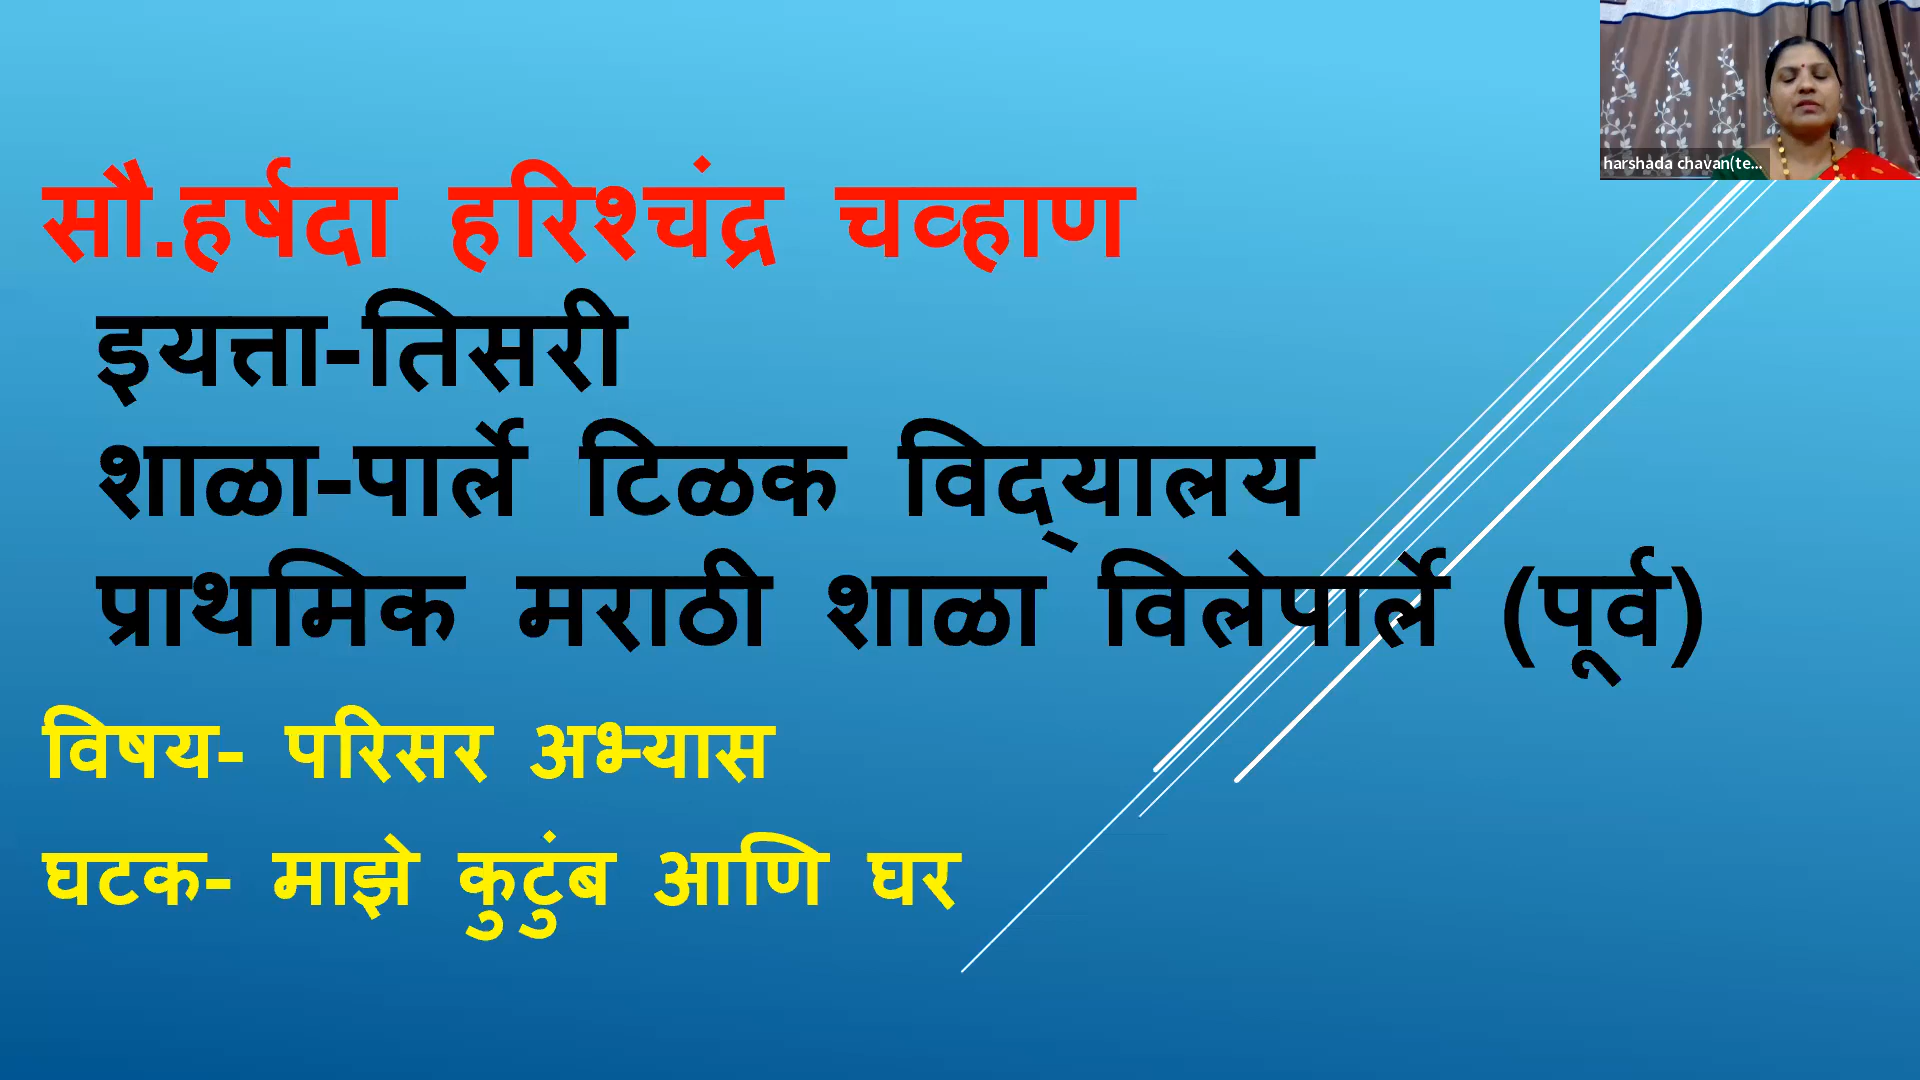 सौ.हर्षदा हरिश्चंद्र चव्हाण
इयत्ता-तिसरी
शाळा-पार्ले टिळक विद्‌यालय
प्राथमिक मराठी शाळा विलेपार्ले (पूर्व)
विषय- परिसर अभ्यास
घटक- माझे कुटुंब आणि घर
harshada chavan(te...